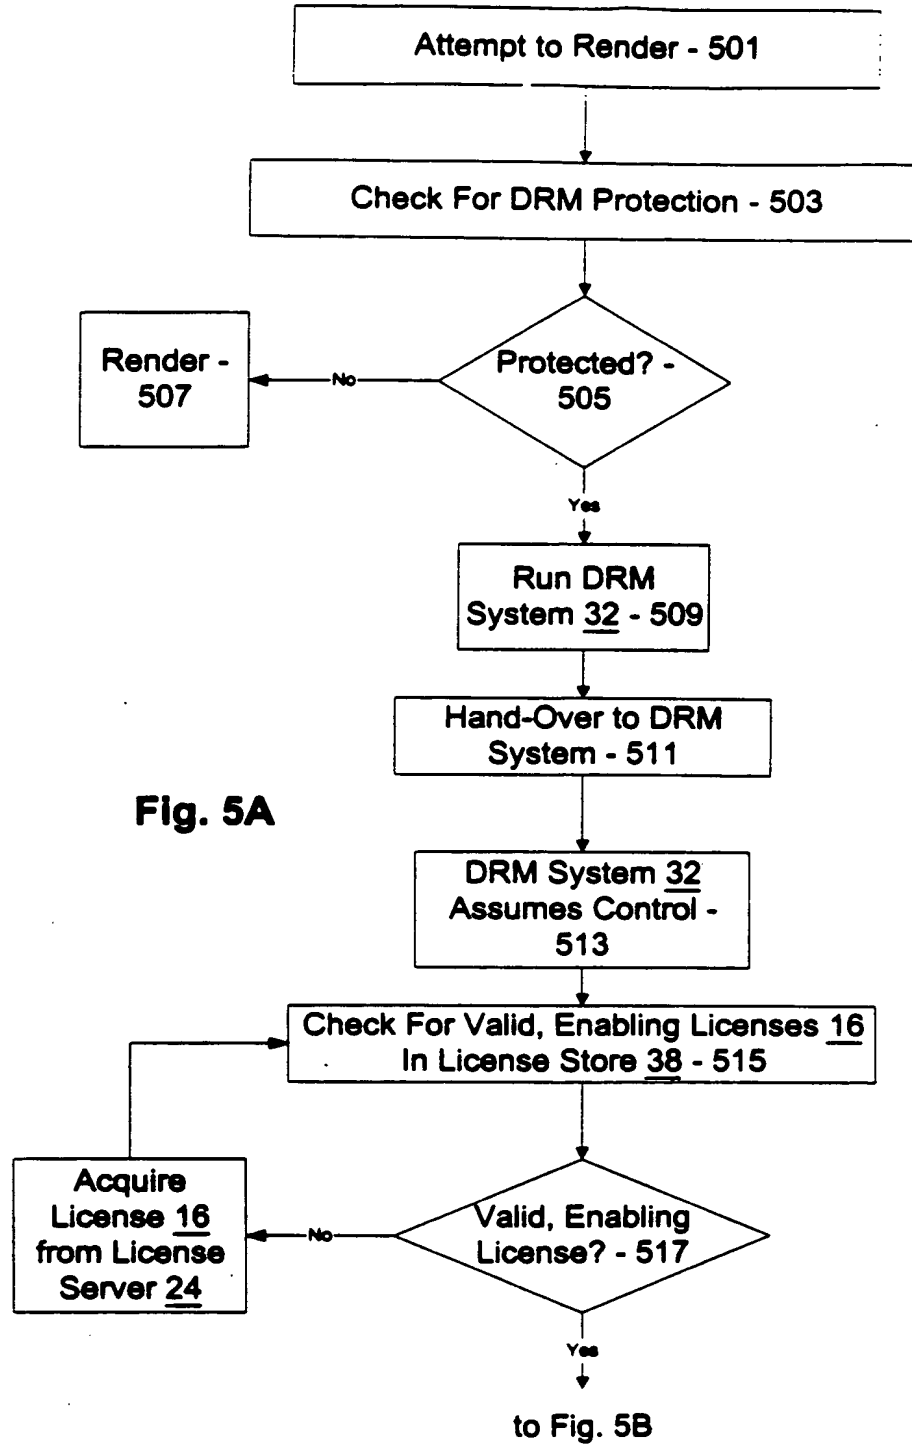 Attempt to Render - 501
Check For DRM Protection - 503
Render -
507
No
Protected? -
505
Yes
Run DRM
System 32 - 509
Hand-Over to DRM
System - 511
Fig. 5A
DRM System 32
Assumes Control -
513
Check For Valid, Enabling Licenses 16
In License Store 38 - 515
Acquire
License 16
from License
Server 24
No
Valid, Enabling
License? - 517
Yes
to Fig. 5B